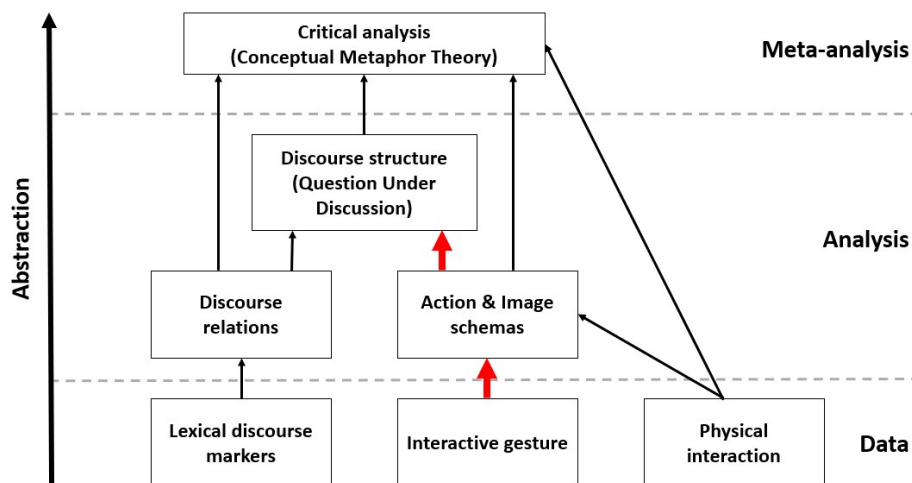 Critical analysis
(Conceptual Metaphor Theory)
Meta-analysis
Discourse structure
(Question Under
Discussion)
Analysis
Abstraction
Discourse
relations
Action & Image
schemas
Lexical discourse
markers
Interactive gesture
Physical
interaction
Data